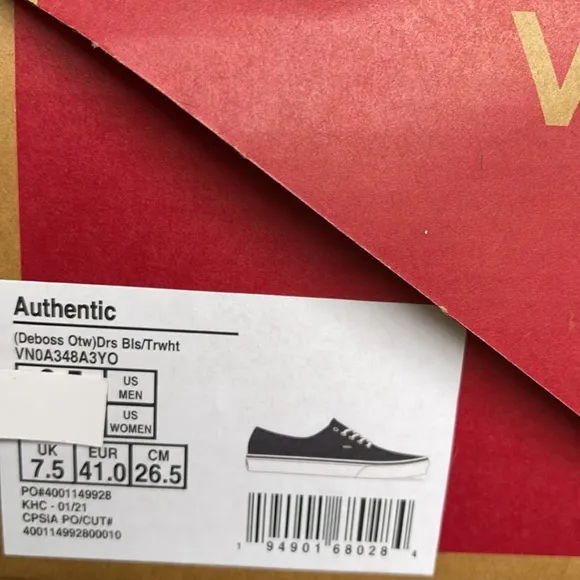 V
Authentic
(Deboss Otw)Drs Bls/Trwht
VN0A348A3YO
US
MEN
US
WOMEN
UK EUR CM
7.5 41.0 26.5
PO#4001149928
KHC - 01/21
CPSIA PO/CUT#
400114992800010
1 94901 68028 4